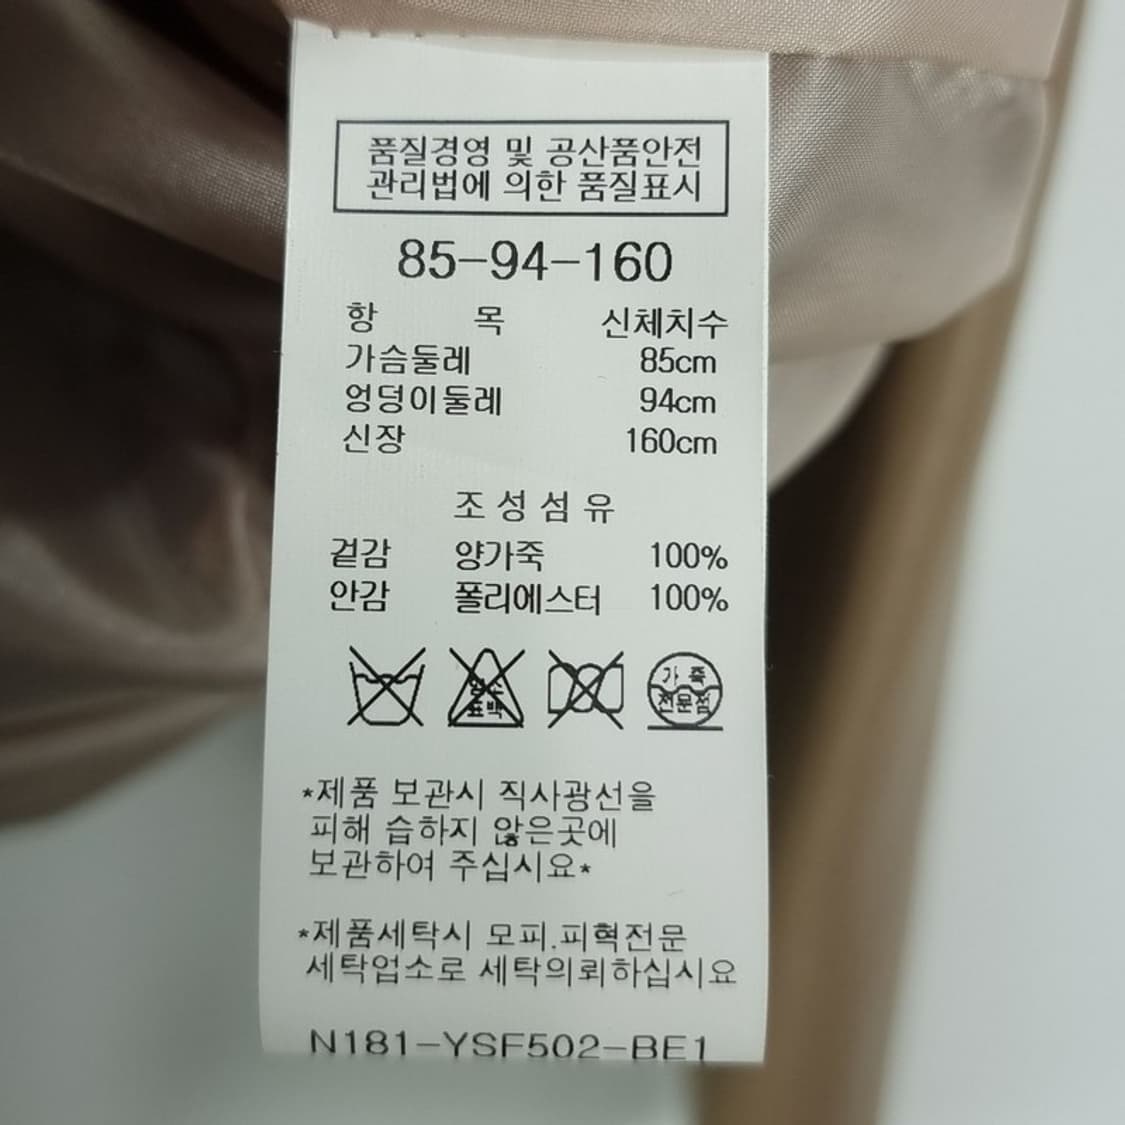 품질경영 및 공산품안전
관리법에 의한 품질표시
85-94-160
항 목 신체치수
가슴둘레 85cm
엉덩이둘레 94cm
신장 160cm
조성섬유
겉감 양가죽 100%
안감 폴리에스터 100%
염소
표백
가죽
전문점
*제품 보관시 직사광선을
피해 습하지 않은곳에
보관하여 주십시요*
*제품세탁시 모피.피혁전문
세탁업소로 세탁의뢰하십시요
N181-YSF502-BE1